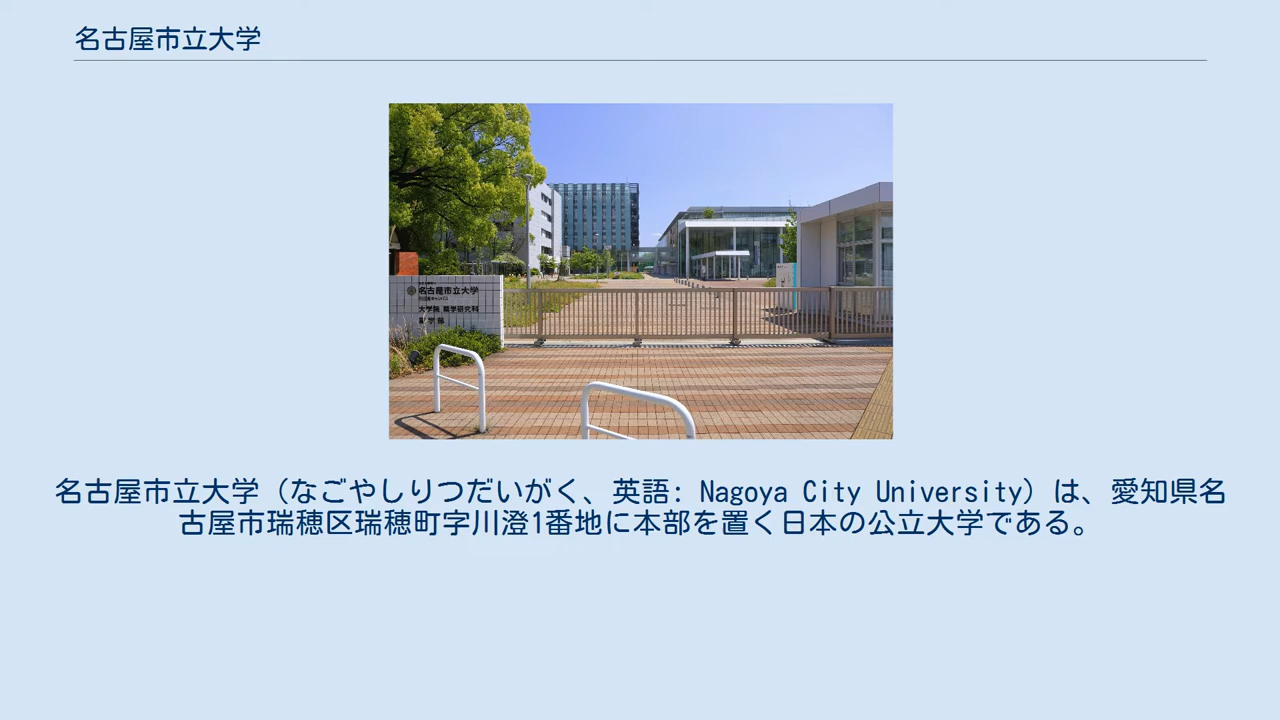 名古屋市立大学
名古屋市立大学
大学院 薬学研究科
薬学部
名古屋市立大学（なごやしりつだいがく、英語: Nagoya City University）は、愛知県名
古屋市瑞穂区瑞穂町字川澄1番地に本部を置く日本の公立大学である。